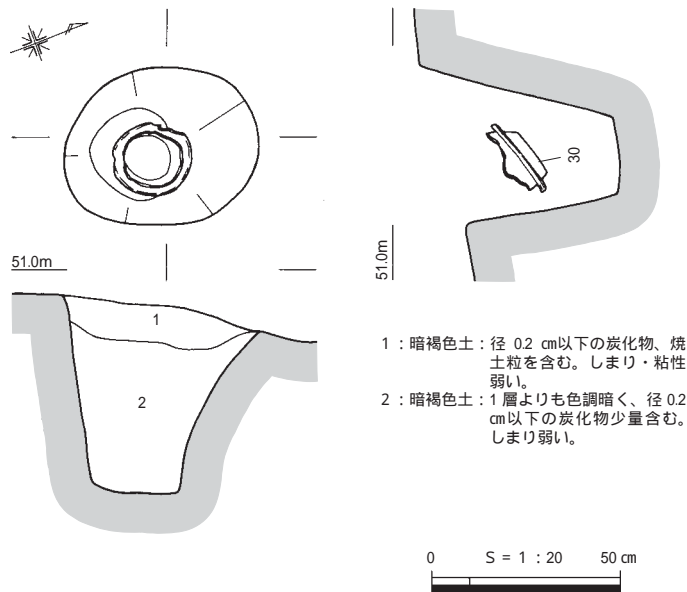 30
51.0m
51.0m
1
2
1：暗褐色土：径 0.2 ㎝以下の炭化物、焼
土粒を含む。しまり・粘性
弱い。
2：暗褐色土：1 層よりも色調暗く、径 0.2
㎝以下の炭化物少量含む。
しまり弱い。
0 S = 1 : 20 50 ㎝